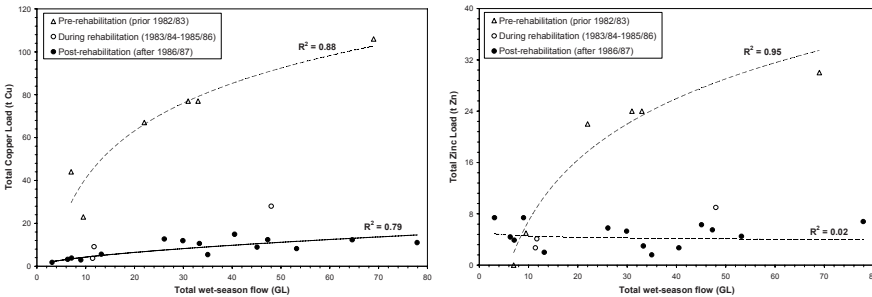 120
100
80
60
40
20
0
Total Copper Load (t Cu)
Pre-rehabilitation (prior 1982/83)
During rehabilitation (1983/84-1985/86)
Post-rehabilitation (after 1986/87)
R² = 0.88
R² = 0.79
0 10 20 30 40 50 60 70 80
Total wet-season flow (GL)
40
32
24
16
8
0
Total Zinc Load (t Zn)
Pre-rehabilitation (prior 1982/83)
During rehabilitation (1983/84-1985/86)
Post-rehabilitation (after 1986/87)
R² = 0.95
R² = 0.02
0 10 20 30 40 50 60 70 80
Total wet-season flow (GL)